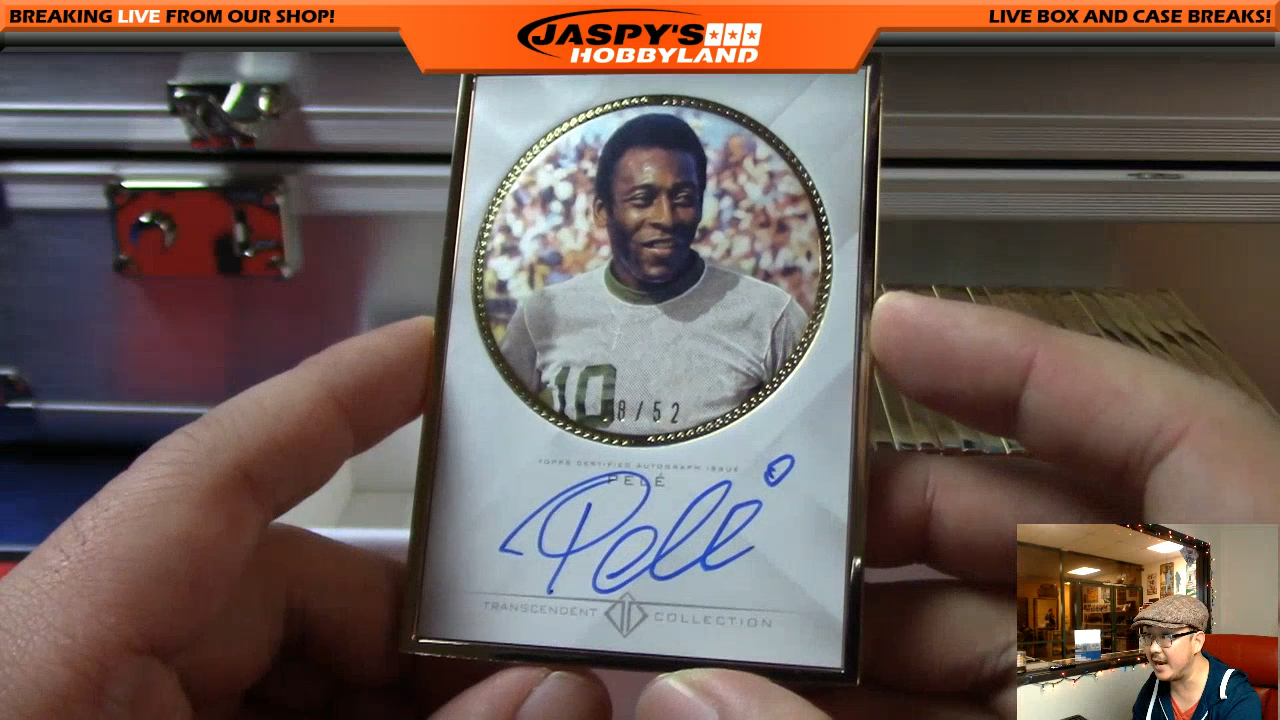 BREAKING LIVE FROM OUR SHOP!
JASPY'S
HOBBYLAND
LIVE BOX AND CASE BREAKS!
10
8/52
TOPPS CERTIFIED AUTOGRAPH ISSUE
PELÉ
Pelé
TRANSCENDENT COLLECTION